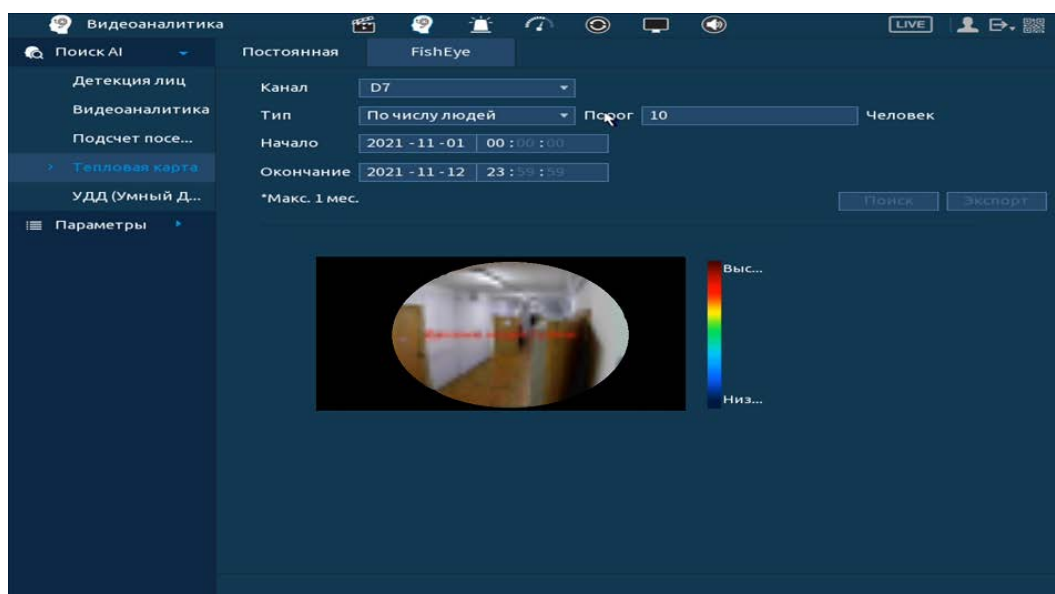 Видеоаналитика LIVE
Поиск AI Постоянная FishEye
Детекция лиц
Канал D7
Видеоаналитика
Тип По числу людей Порог 10 Человек
Подсчет посе...
Начало 2021 -11 -01 00 : 00 : 00
Тепловая карта
Окончание 2021 -11 -12 23 : 59 : 59
УДД (Умный Д...
*Макс. 1 мес. Поиск Экспорт
Параметры
Выс...
Низ...